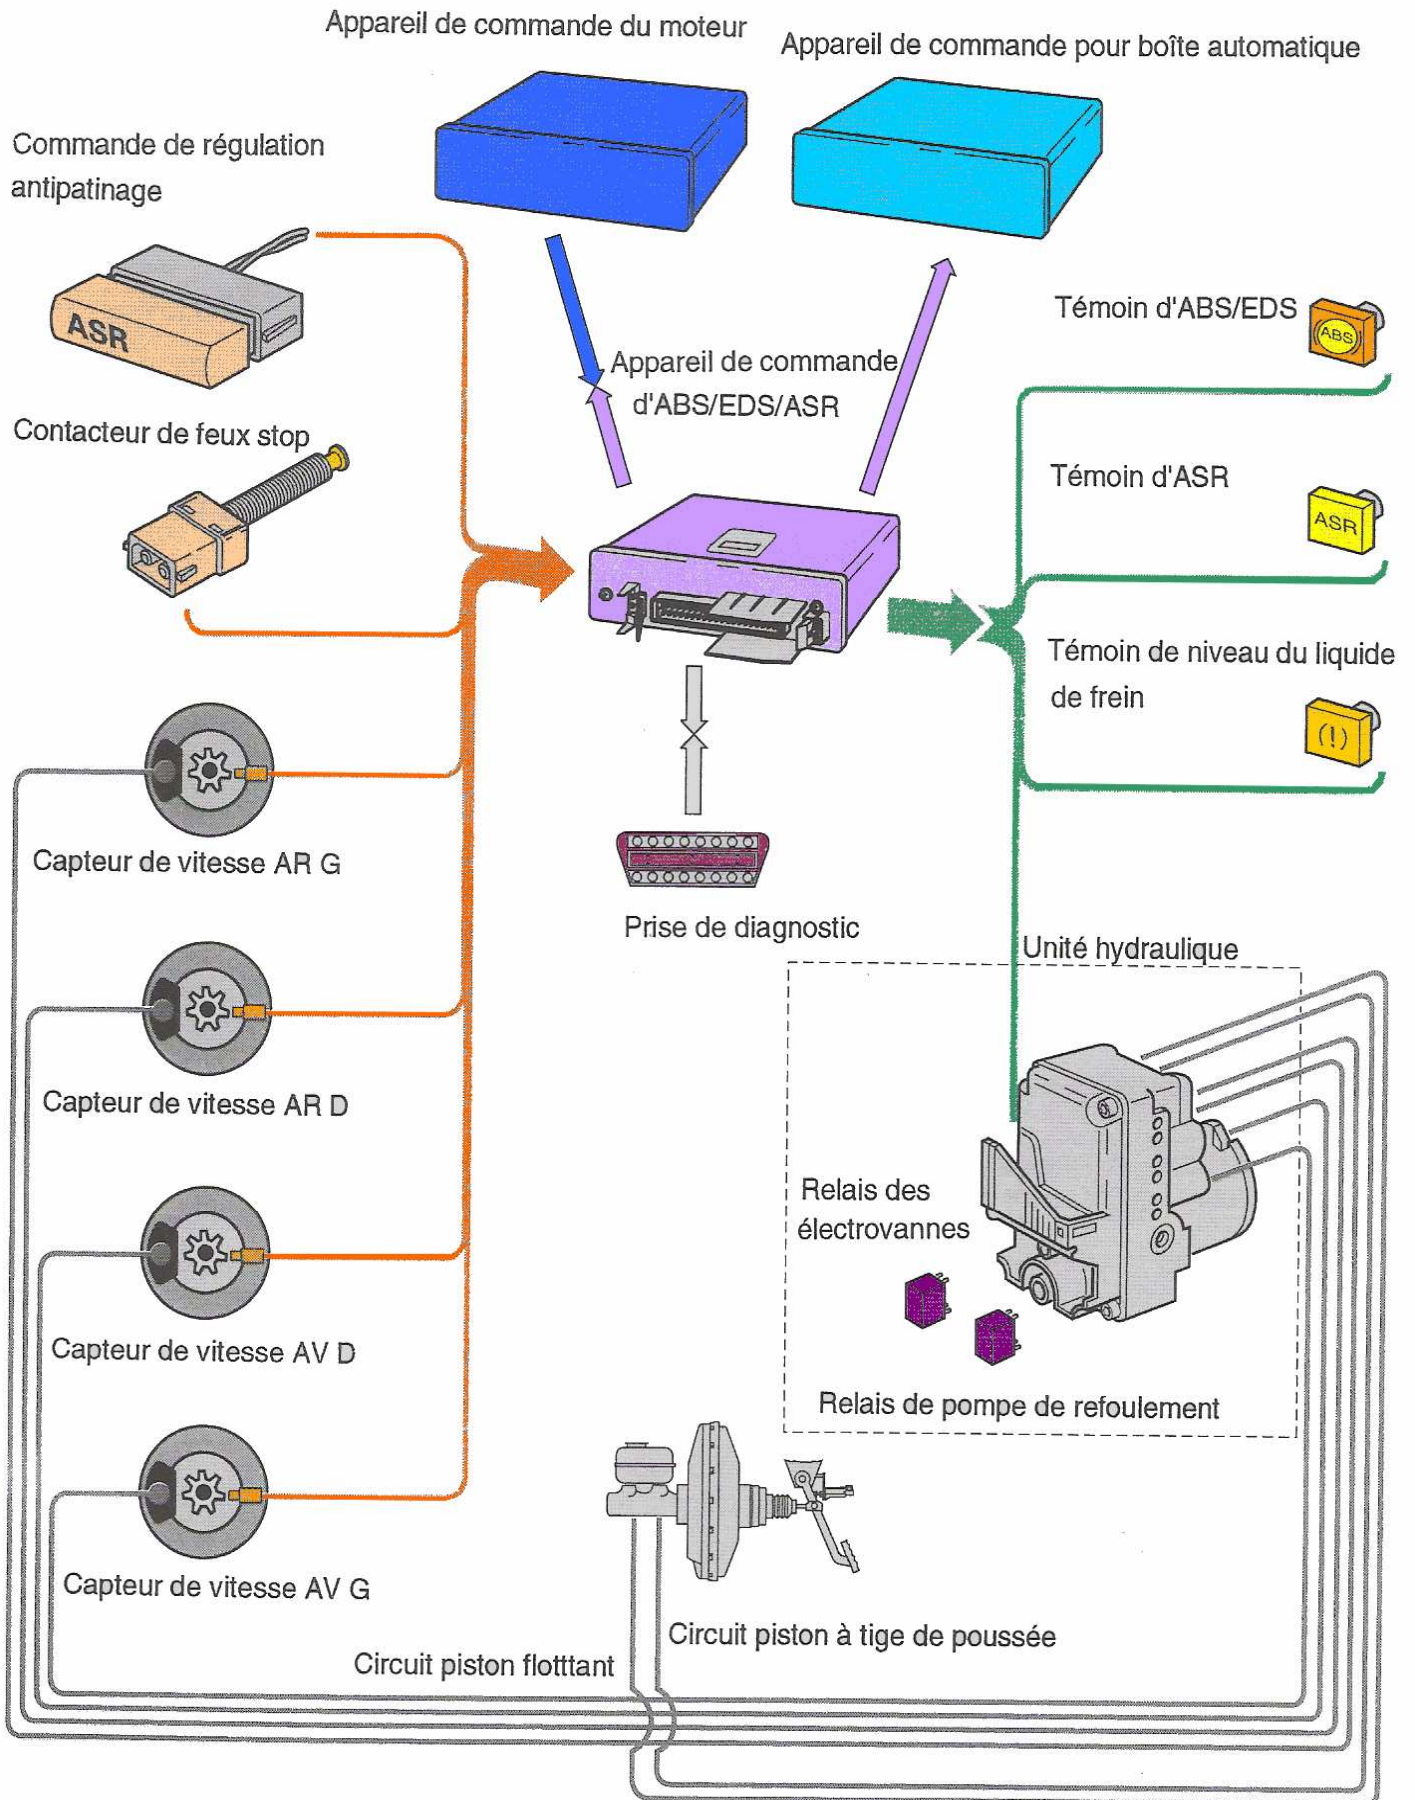 Appareil de commande du moteur
Appareil de commande pour boîte automatique
Commande de régulation
antipatinage
ASR
Contacteur de feux stop
Appareil de commande
d'ABS/EDS/ASR
Témoin d'ABS/EDS
ABS
Témoin d'ASR
ASR
Témoin de niveau du liquide
de frein
(!)
Capteur de vitesse AR G
Prise de diagnostic
Capteur de vitesse AR D
Unité hydraulique
Relais des
électrovannes
Capteur de vitesse AV D
Relais de pompe de refoulement
Capteur de vitesse AV G
Circuit piston à tige de poussée
Circuit piston flotttant